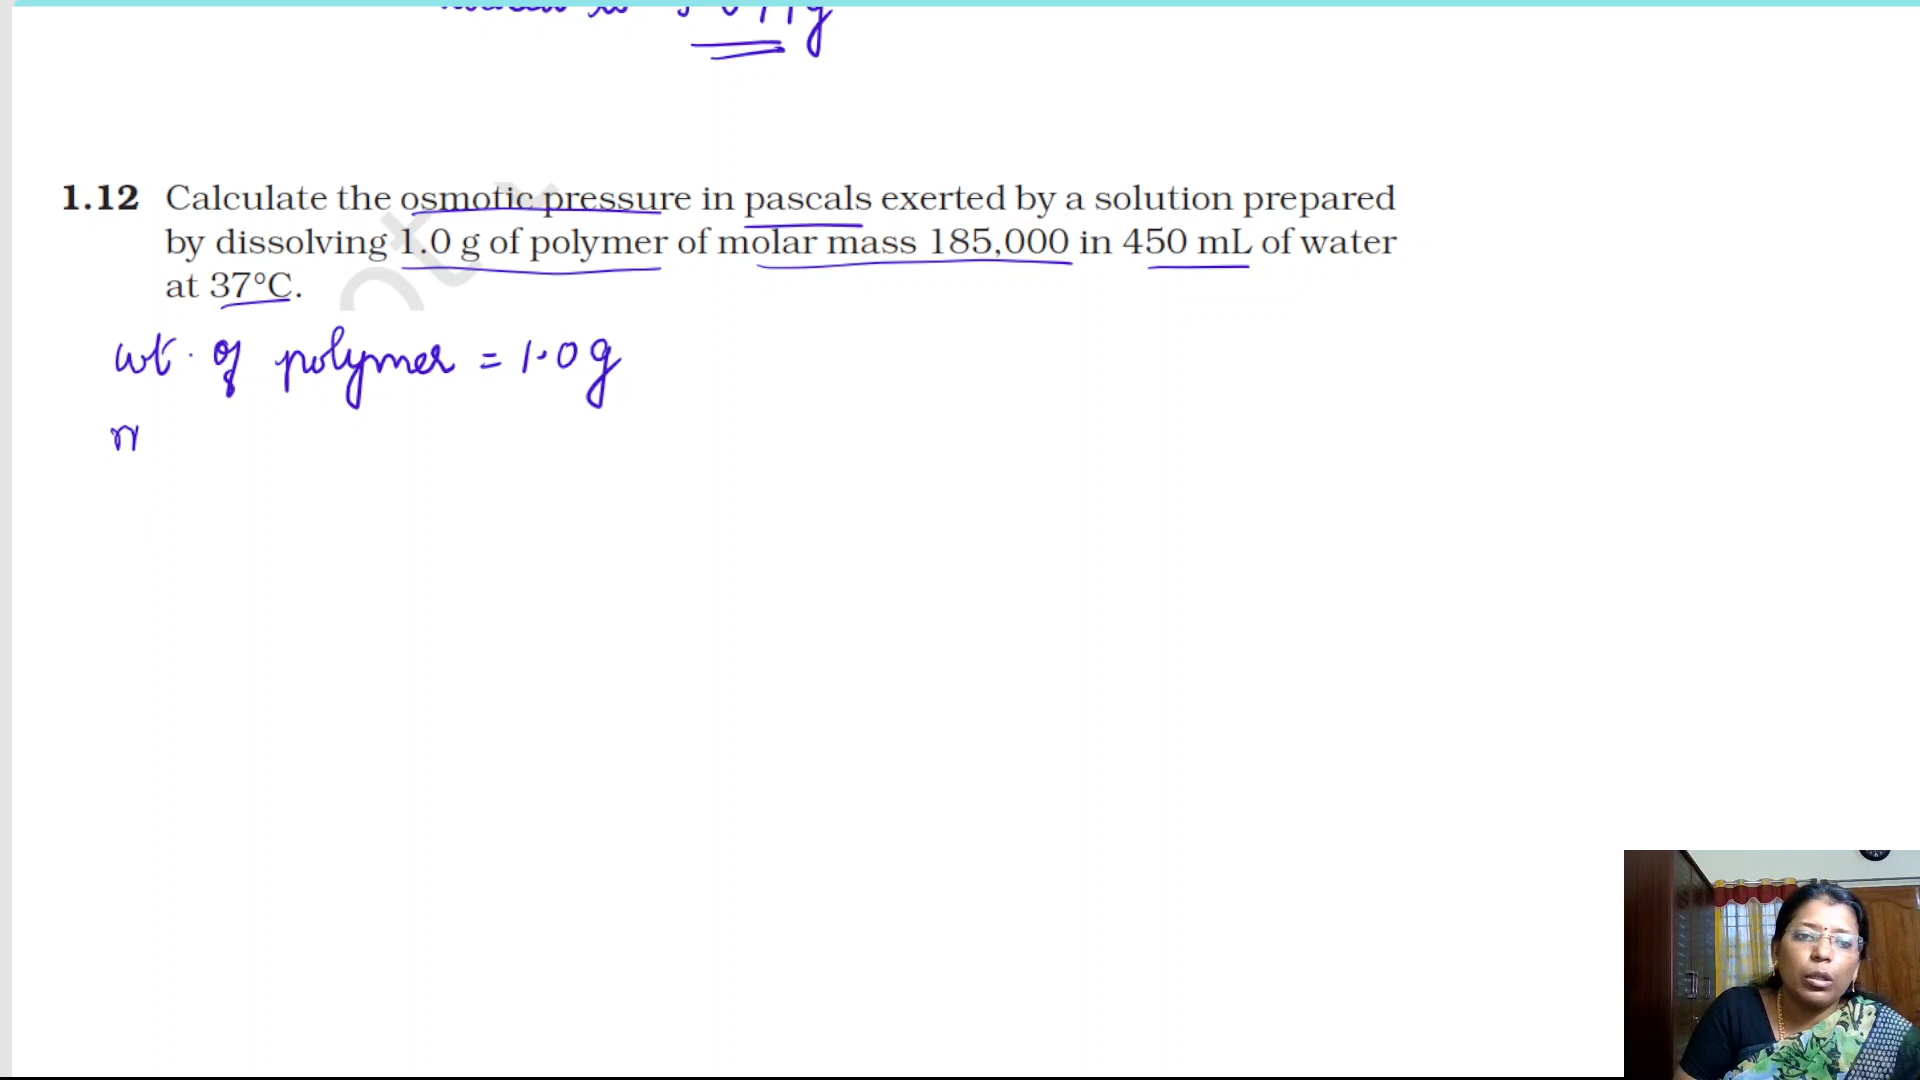 1.12 Calculate the osmotic pressure in pascals exerted by a solution prepared
by dissolving 1.0 g of polymer of molar mass 185,000 in 450 mL of water
at 37°C.
wt. of polymer = 1.0g
m